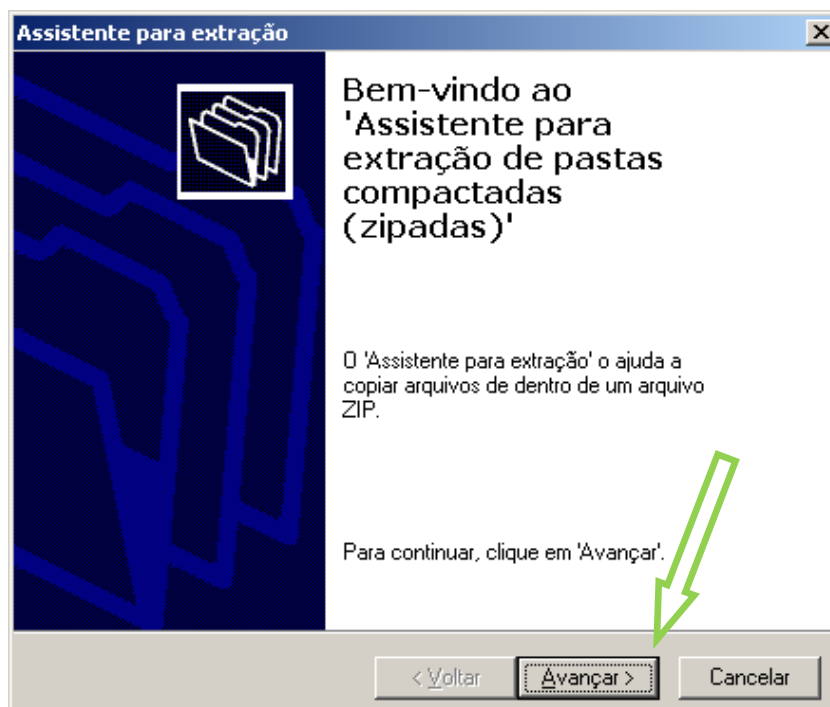 Assistente para extração
Bem-vindo ao
'Assistente para
extração de pastas
compactadas
(zipadas)'
O 'Assistente para extração' o ajuda a
copiar arquivos de dentro de um arquivo
ZIP.
Para continuar, clique em 'Avançar'.
< Voltar Avançar > Cancelar